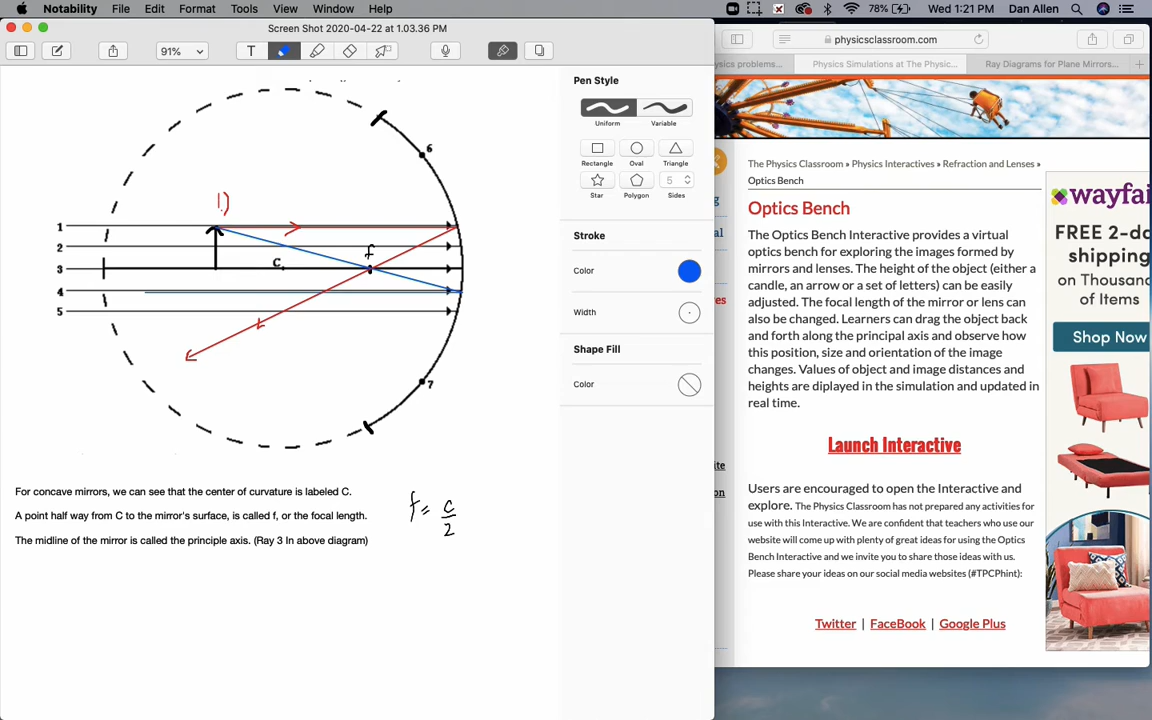 Notability File Edit Format Tools View Window Help
78% Wed 1:21 PM Dan Allen
Screen Shot 2020-04-22 at 1.03.36 PM
91%
T
1)
6
1
2
f
3
C
4
5
7
For concave mirrors, we can see that the center of curvature is labeled C.
A point half way from C to the mirror's surface, is called f, or the focal length.
The midline of the mirror is called the principle axis. (Ray 3 In above diagram)
f = C
2
Pen Style
Uniform Variable
Rectangle Oval Triangle
5
Star Polygon Sides
Stroke
Color
Width
Shape Fill
Color
physicsclassroom.com
ysics problems... Physics Simulations at The Physic... Ray Diagrams for Plane Mirrors...
The Physics Classroom » Physics Interactives » Refraction and Lenses »
Optics Bench
Optics Bench
The Optics Bench Interactive provides a virtual
optics bench for exploring the images formed by
mirrors and lenses. The height of the object (either a
candle, an arrow or a set of letters) can be easily
adjusted. The focal length of the mirror or lens can
also be changed. Learners can drag the object back
and forth along the principal axis and observe how
this position, size and orientation of the image
changes. Values of object and image distances and
heights are diplayed in the simulation and updated in
real time.
Launch Interactive
Users are encouraged to open the Interactive and
explore. The Physics Classroom has not prepared any activities for
use with this Interactive. We are confident that teachers who use our
website will come up with plenty of great ideas for using the Optics
Bench Interactive and we invite you to share those ideas with us.
Please share your ideas on our social media websites (#TPCPhint):
Twitter | FaceBook | Google Plus
wayfai
FREE 2-da
shipping
on Thousand
of Items
Shop Now